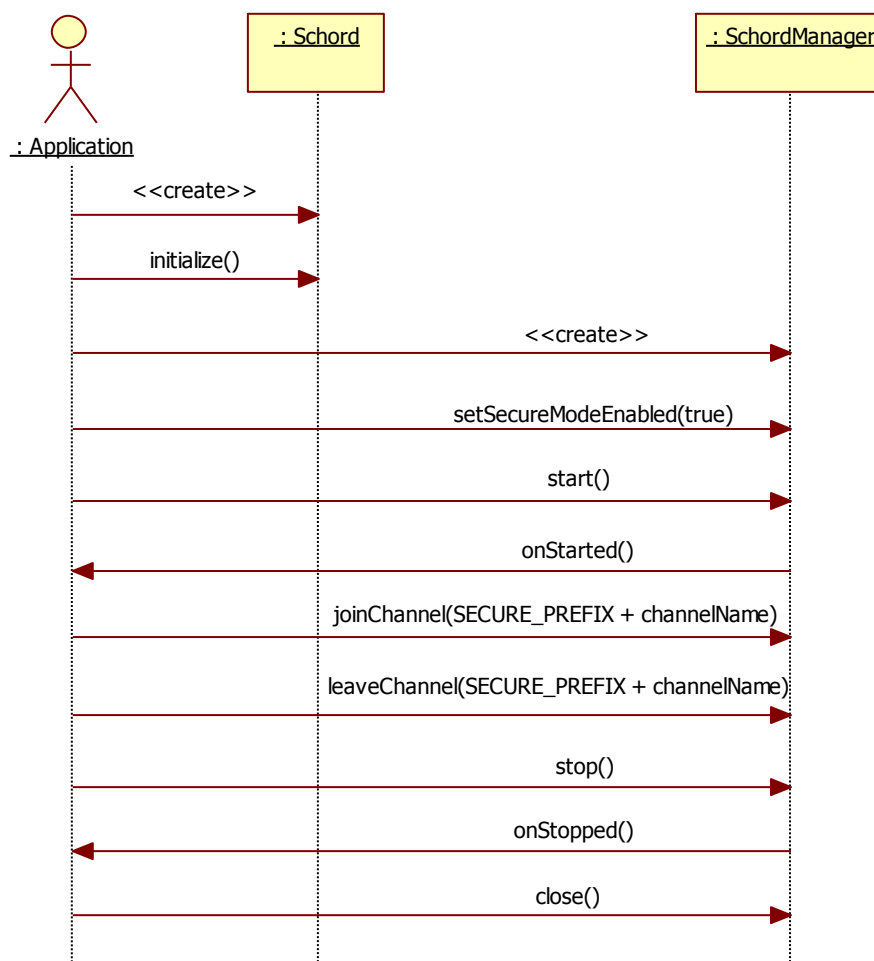 : Schord
: SchordManager
: Application
<<create>>
initialize()
<<create>>
setSecureModeEnabled(true)
start()
onStarted()
joinChannel(SECURE_PREFIX + channelName)
leaveChannel(SECURE_PREFIX + channelName)
stop()
onStopped()
close()